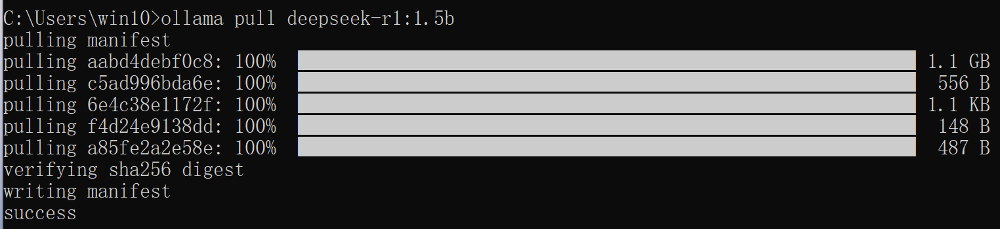 C:\Users\win10>ollama pull deepseek-r1:1.5b
pulling manifest
pulling aabd4debf0c8: 100% 1.1 GB
pulling c5ad996bda6e: 100% 556 B
pulling 6e4c38e1172f: 100% 1.1 KB
pulling f4d24e9138dd: 100% 148 B
pulling a85fe2a2e58e: 100% 487 B
verifying sha256 digest
writing manifest
success